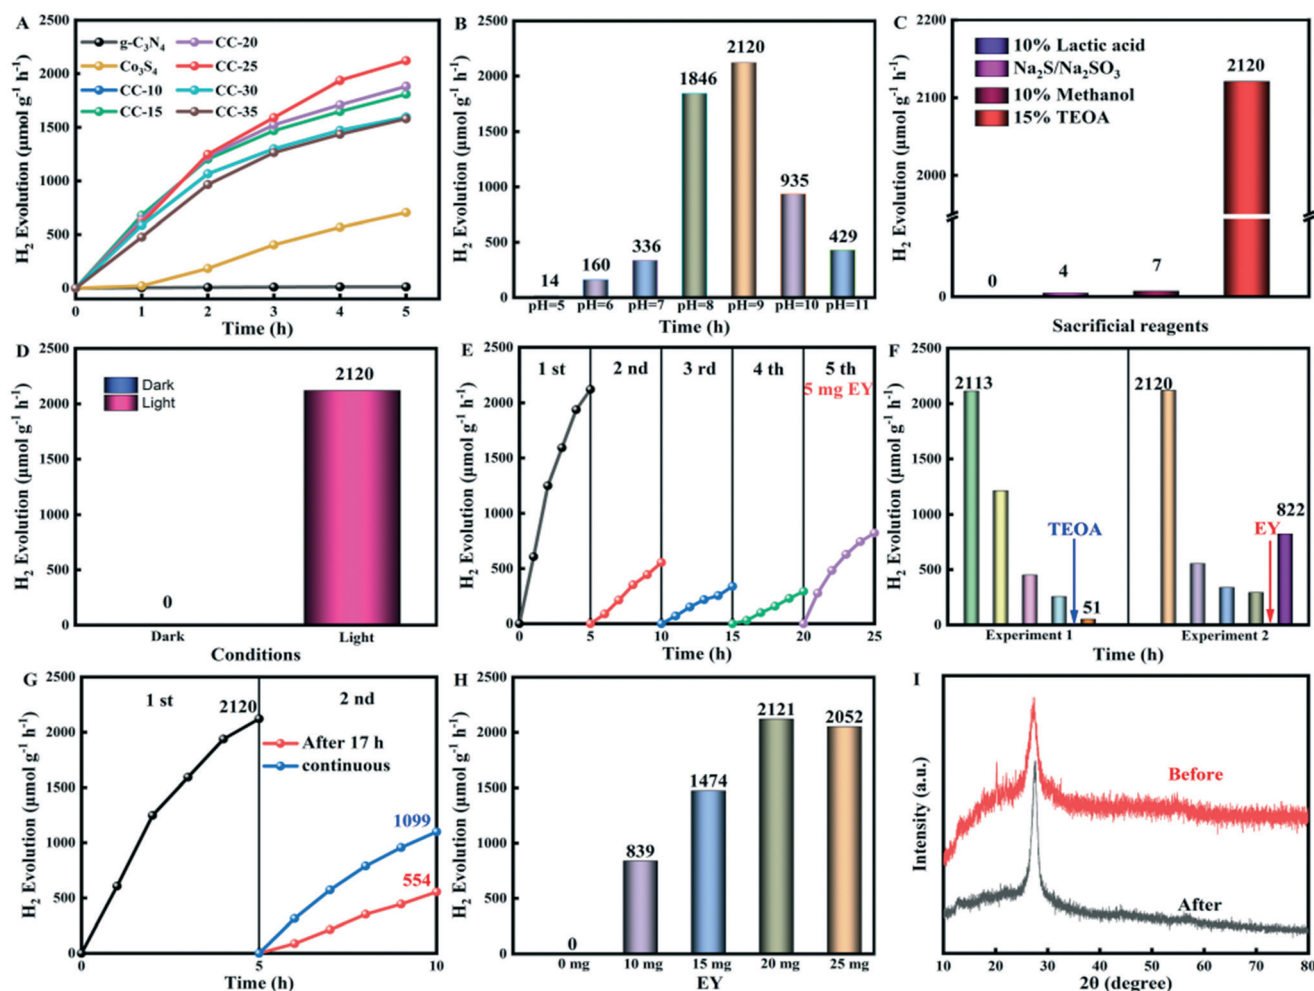 A
H₂ Evolution (μmol g⁻¹ h⁻¹)
2500
2000
1500
1000
500
0
g-C₃N₄
Co₃S₄
CC-10
CC-15
CC-20
CC-25
CC-30
CC-35
0 1 2 3 4 5
Time (h)
B
H₂ Evolution (μmol g⁻¹ h⁻¹)
2500
2000
1500
1000
500
0
14 160 336 1846 2120 935 429
pH=5 pH=6 pH=7 pH=8 pH=9 pH=10 pH=11
Time (h)
C
H₂ Evolution (μmol g⁻¹ h⁻¹)
2200
2100
2000
0
10% Lactic acid
Na₂S/Na₂SO₃
10% Methanol
15% TEOA
0 4 7 2120
Sacrificial reagents
D
H₂ Evolution (μmol g⁻¹ h⁻¹)
2500
2000
1500
1000
500
0
Dark
Light
0 2120
Dark Light
Conditions
E
H₂ Evolution (μmol g⁻¹ h⁻¹)
2500
2000
1500
1000
500
0
1 st 2 nd 3 rd 4 th 5 th
5 mg EY
0 5 10 15 20 25
Time (h)
F
H₂ Evolution (μmol g⁻¹ h⁻¹)
2500
2000
1500
1000
500
0
2113 2120
TEOA EY
51 822
Experiment 1 Experiment 2
Time (h)
G
H₂ Evolution (μmol g⁻¹ h⁻¹)
2500
2000
1500
1000
500
0
1 st 2 nd
2120
After 17 h
continuous
1099
554
0 5 10
Time (h)
H
H₂ Evolution (μmol g⁻¹ h⁻¹)
2500
2000
1500
1000
500
0
0 839 1474 2121 2052
0 mg 10 mg 15 mg 20 mg 25 mg
EY
I
Intensity (a.u.)
Before
After
10 20 30 40 50 60 70 80
2θ (degree)